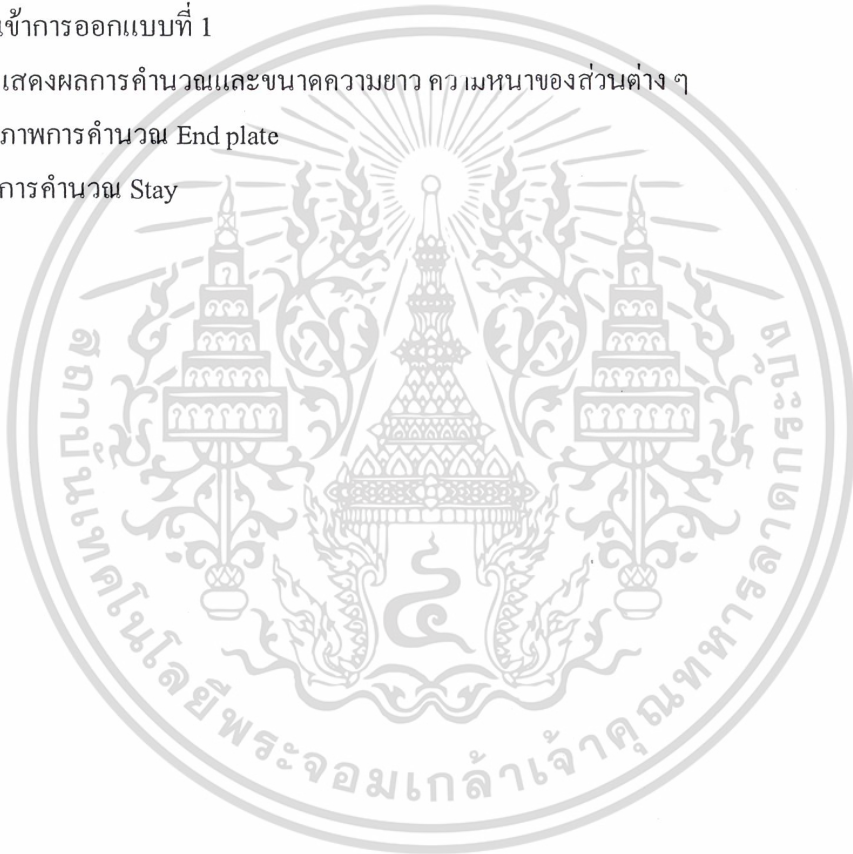 เข้าการออกแบบที่ 1
แสดงผลการคำนวณและขนาดความยาว ความหนาของส่วนต่าง ๆ
ภาพการคำนวณ End plate
การคำนวณ Stay
สถาบันเทคโนโลยีพระจอมเกล้าเจ้าคุณทหารลาดกระบัง